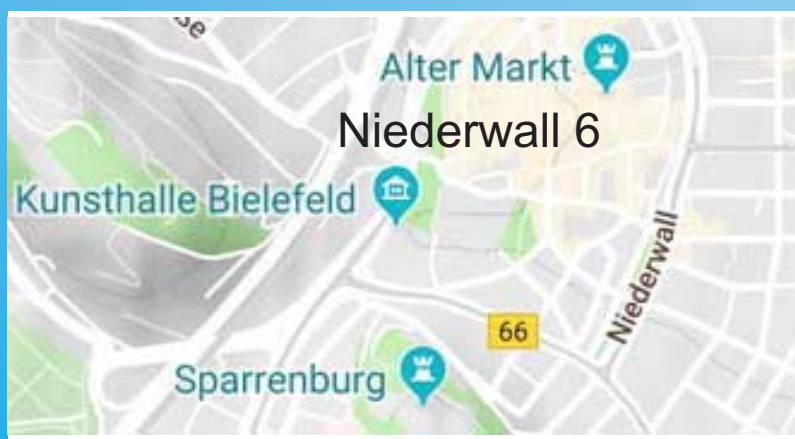 Alter Markt
Niederwall 6
Kunsthalle Bielefeld
Niederwall
66
Sparrenburg